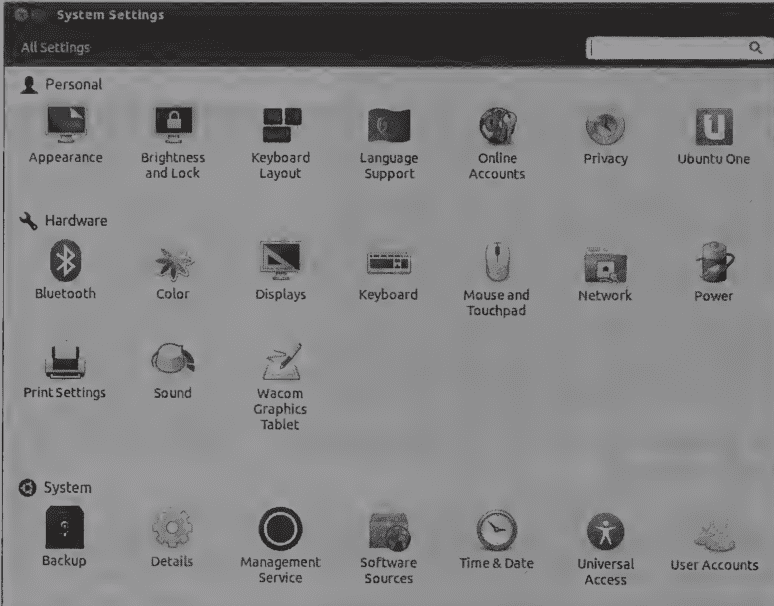 System Settings
All Settings
Personal
Appearance
Brightness
and Lock
Keyboard
Layout
Language
Support
Online
Accounts
Privacy
Ubuntu One
Hardware
Bluetooth
Color
Displays
Keyboard
Mouse and
Touchpad
Network
Power
Print Settings
Sound
Wacom
Graphics
Tablet
System
Backup
Details
Management
Service
Software
Sources
Time & Date
Universal
Access
User Accounts